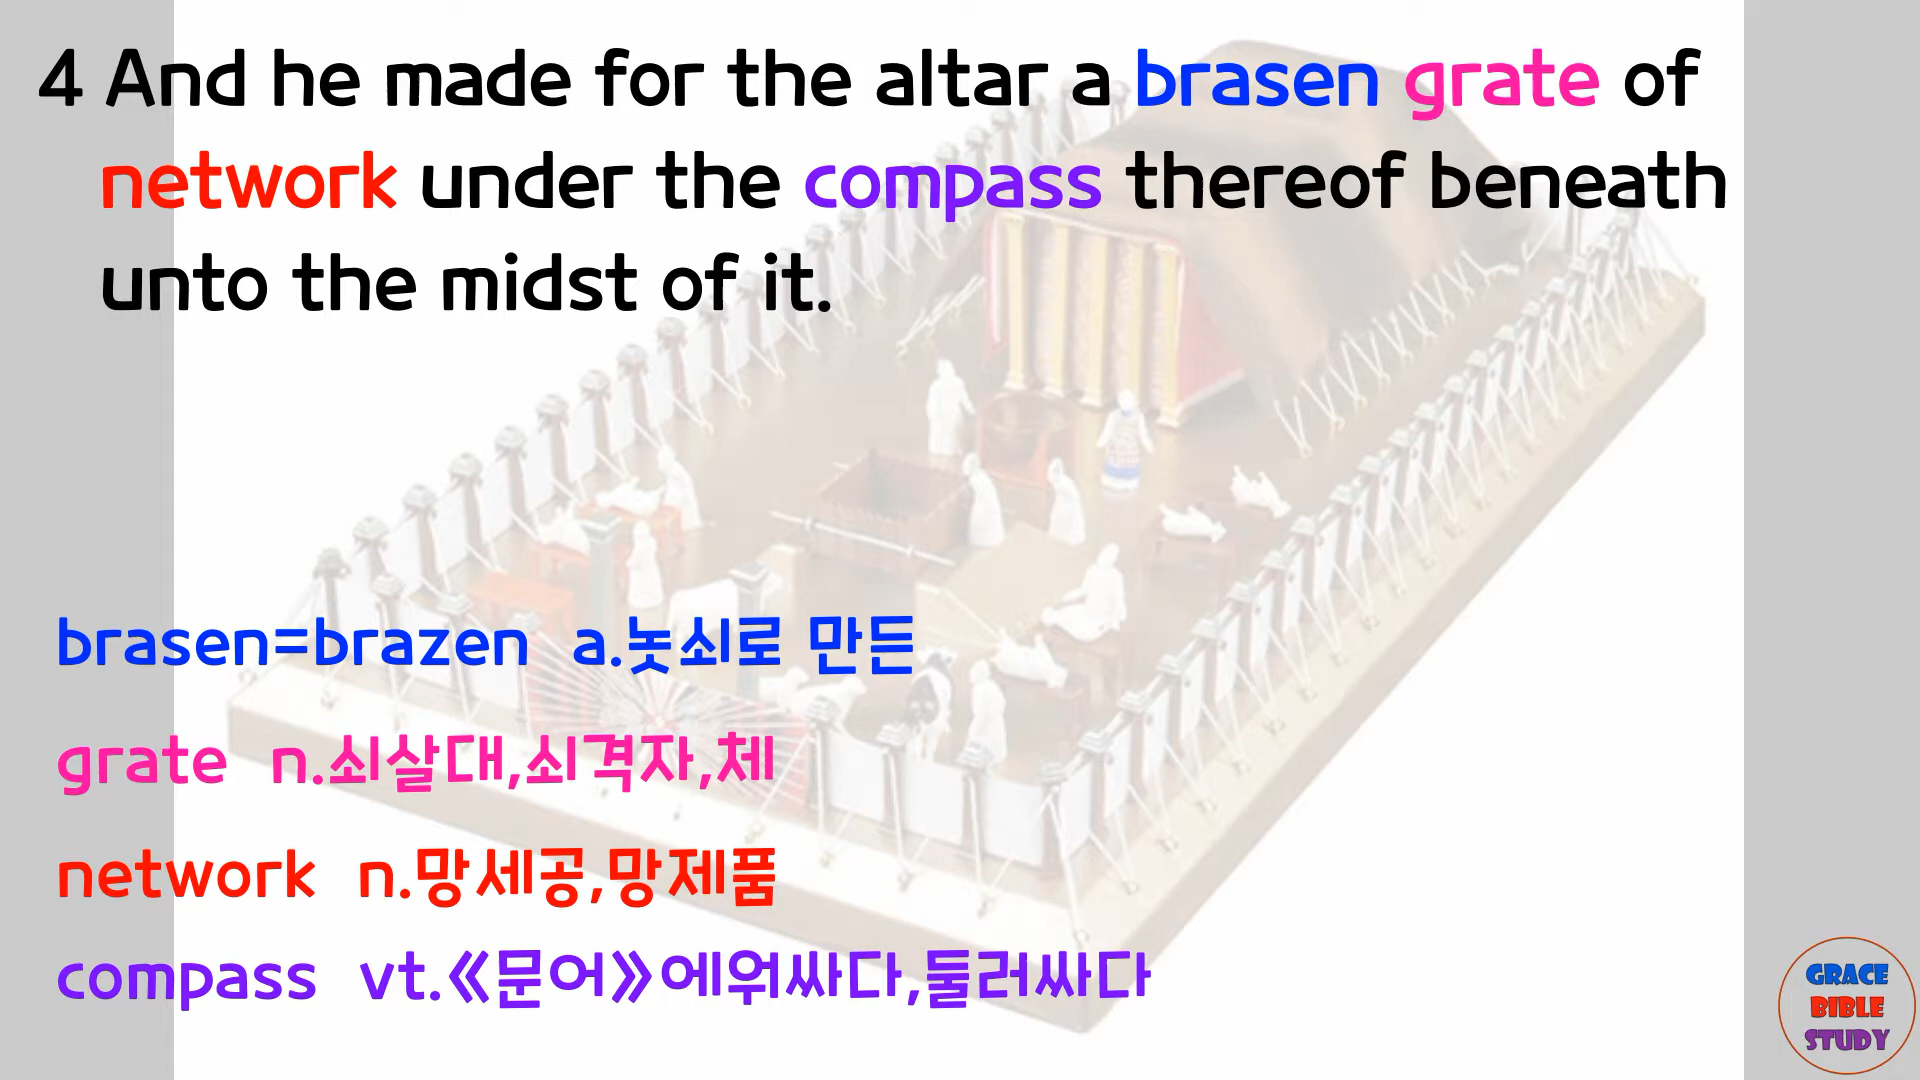 4 And he made for the altar a brasen grate of
network under the compass thereof beneath
unto the midst of it.
brasen=brazen a.놋쇠로 만든
grate n.쇠살대,쇠격자,체
network n.망세공,망제품
compass vt.《문어》에워싸다,둘러싸다
GRACE
BIBLE
STUDY